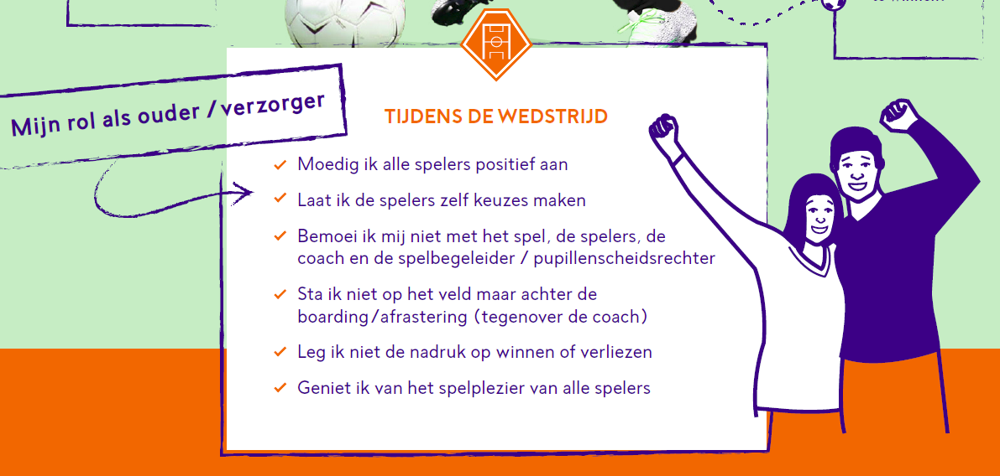 Mijn rol als ouder / verzorger
TIJDENS DE WEDSTRIJD
Moedig ik alle spelers positief aan
Laat ik de spelers zelf keuzes maken
Bemoei ik mij niet met het spel, de spelers, de
coach en de spelbegeleider / pupillenscheidsrechter
Sta ik niet op het veld maar achter de
boarding/afrastering (tegenover de coach)
Leg ik niet de nadruk op winnen of verliezen
Geniet ik van het spelplezier van alle spelers